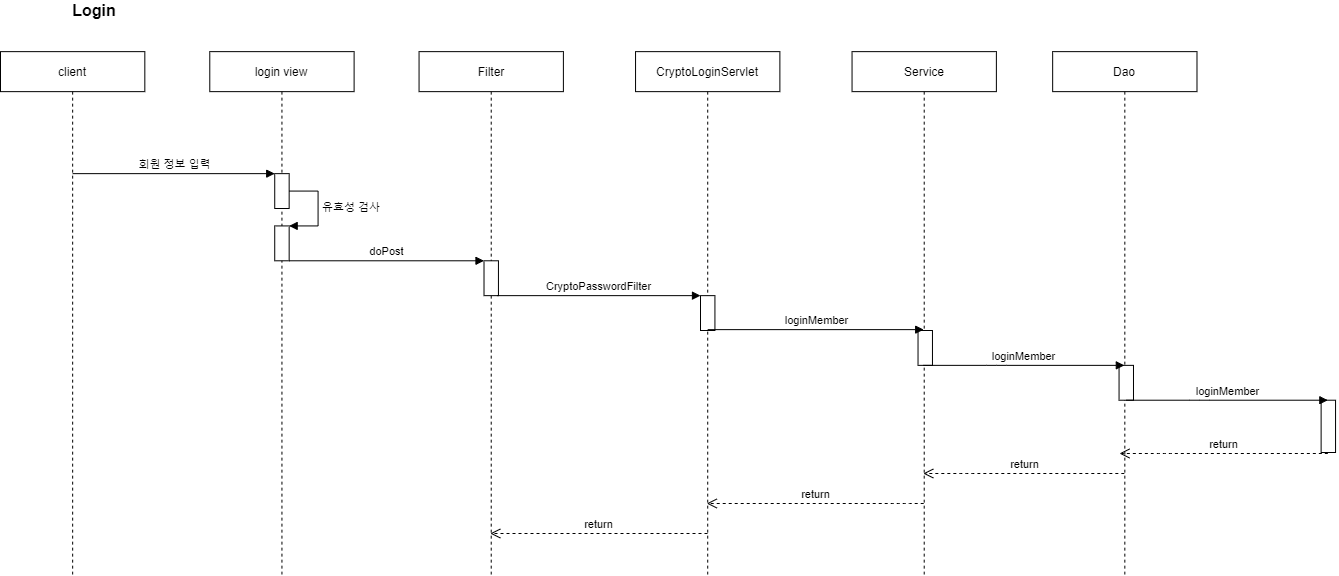 Login
client
login view
Filter
CryptoLoginServlet
Service
Dao
회원 정보 입력
유효성 검사
doPost
CryptoPasswordFilter
loginMember
loginMember
loginMember
return
return
return
return